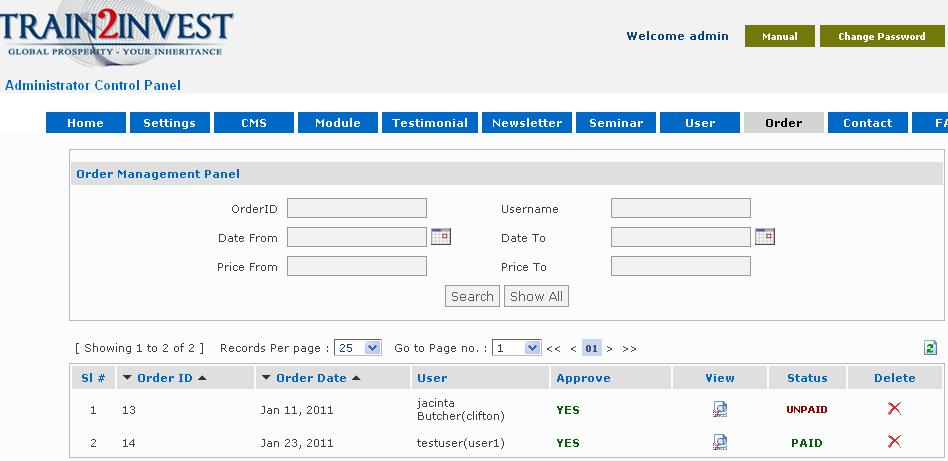 TRAIN2INVEST
GLOBAL PROSPERITY - YOUR INHERITANCE
Welcome admin
Manual
Change Password
Administrator Control Panel
Home Settings CMS Module Testimonial Newsletter Seminar User Order Contact FA
Order Management Panel
OrderID Username
Date From Date To
Price From Price To
Search Show All
[ Showing 1 to 2 of 2 ] Records Per page : 25 Go to Page no. : 1 << < 01 > >>
Sl # Order ID Order Date User Approve View Status Delete
1 13 Jan 11, 2011 jacinta Butcher(clifton) YES UNPAID
2 14 Jan 23, 2011 testuser(user1) YES PAID